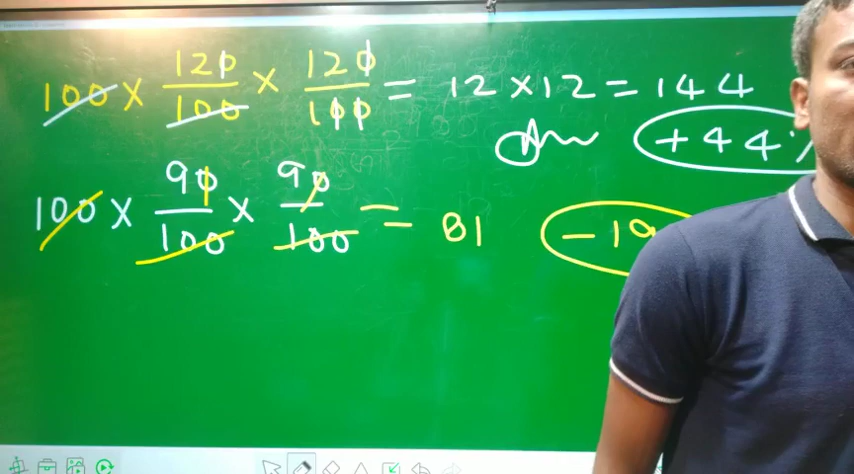 100 × 120/100 × 120/100 = 12 × 12 = 144
+44%
100 × 90/100 × 90/100 = 81 -19